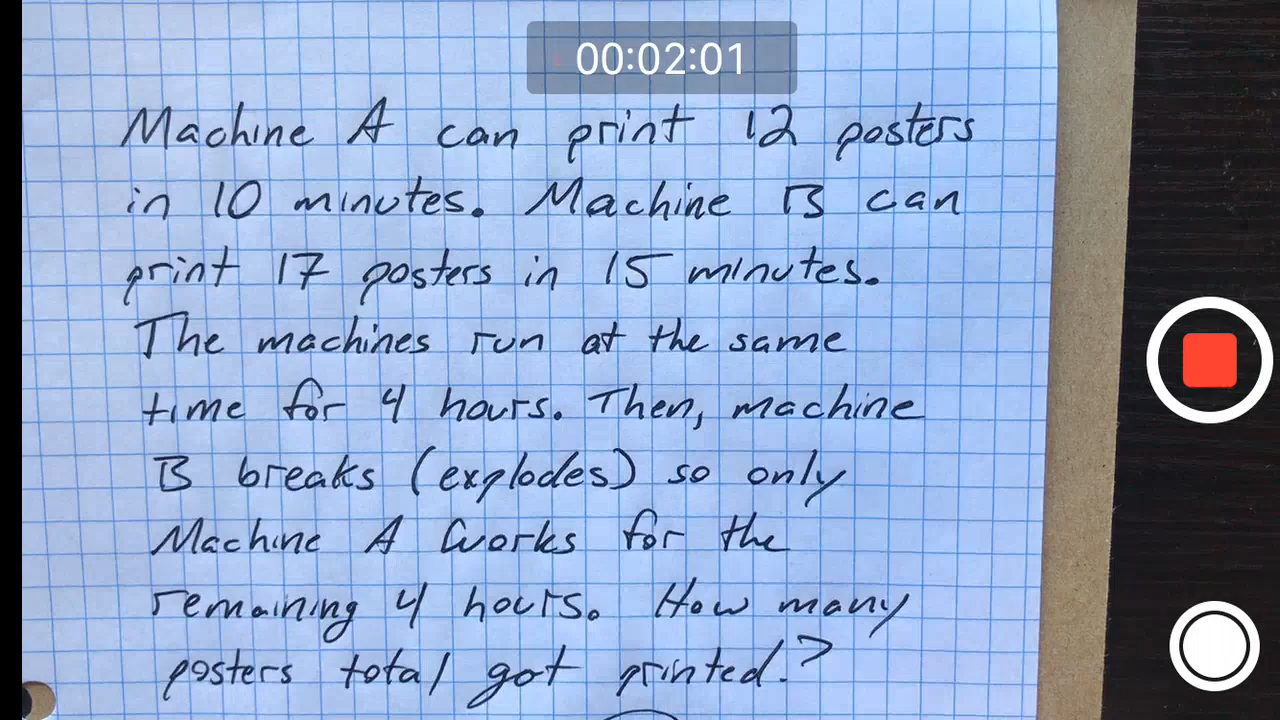 00:02:01
Machine A can print 12 posters
in 10 minutes. Machine B can
print 17 posters in 15 minutes.
The machines run at the same
time for 4 hours. Then, machine
B breaks (explodes) so only
Machine A works for the
remaining 4 hours. How many
posters total got printed?